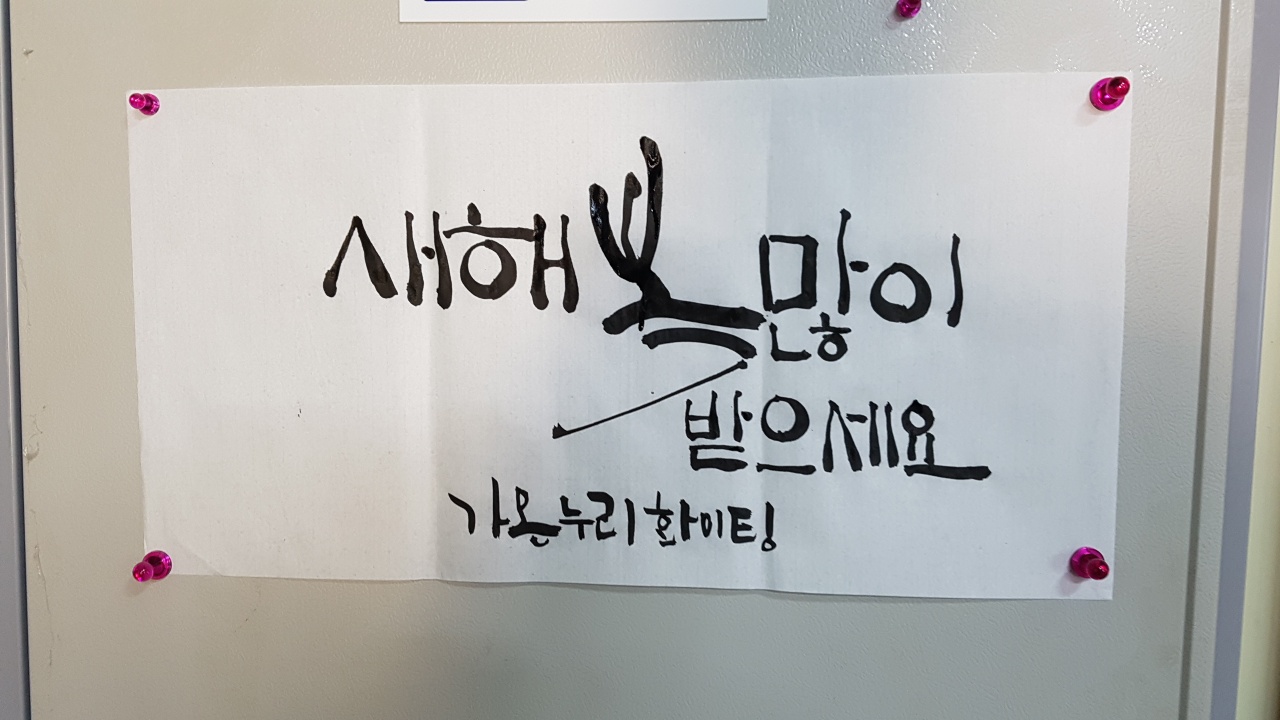 새해 복 많이
받으세요
가온누리 화이팅